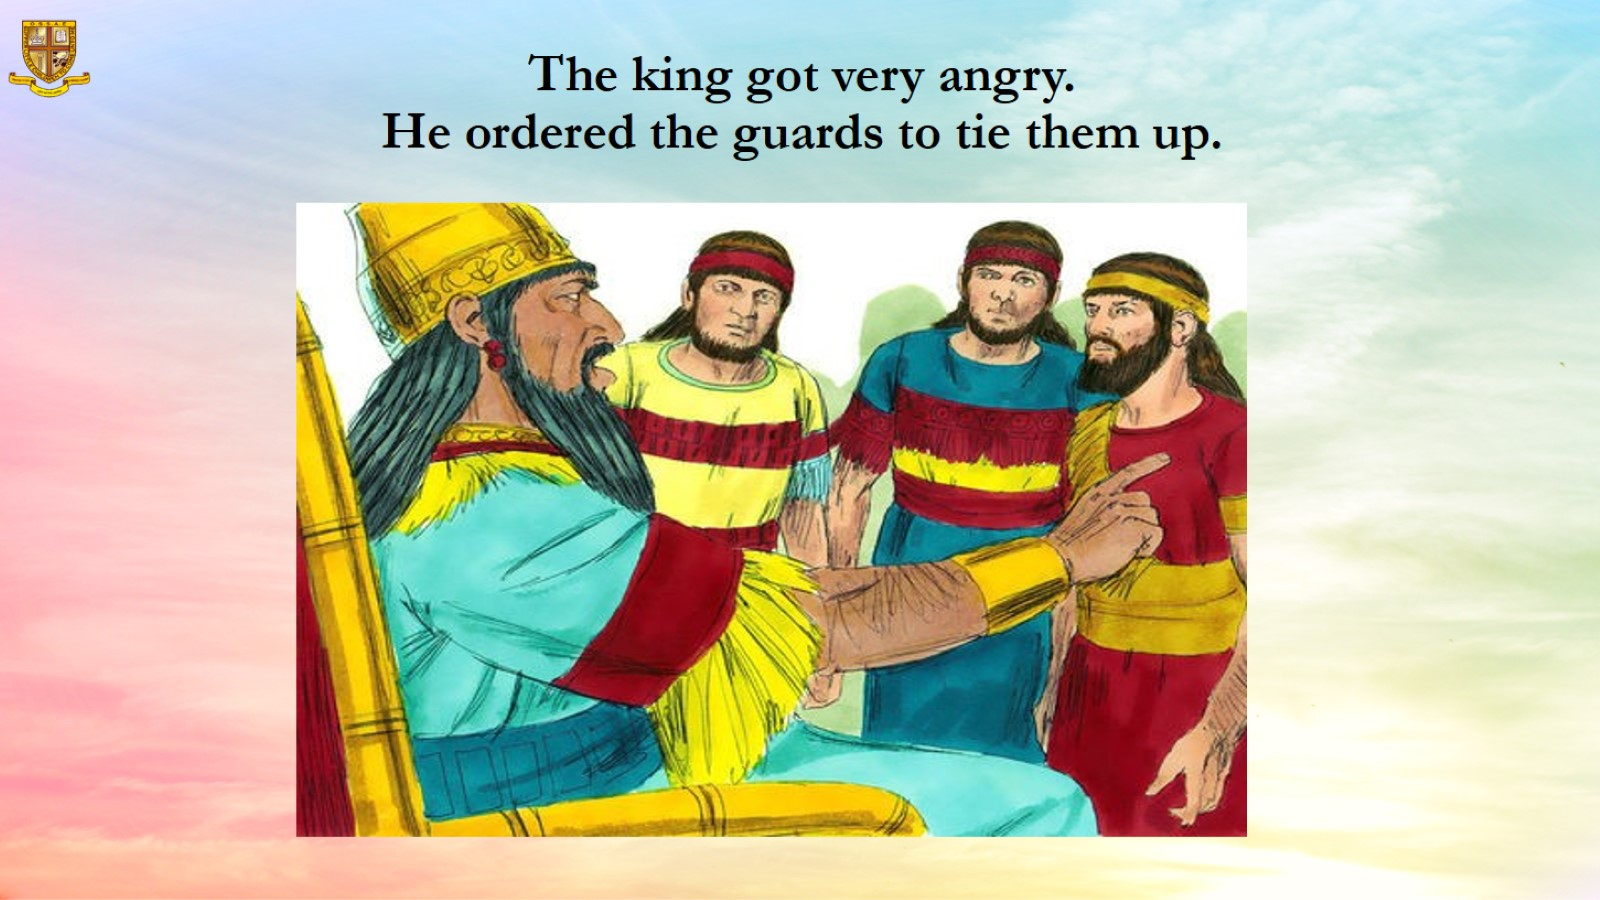 The king got very angry.
He ordered the guards to tie them up.